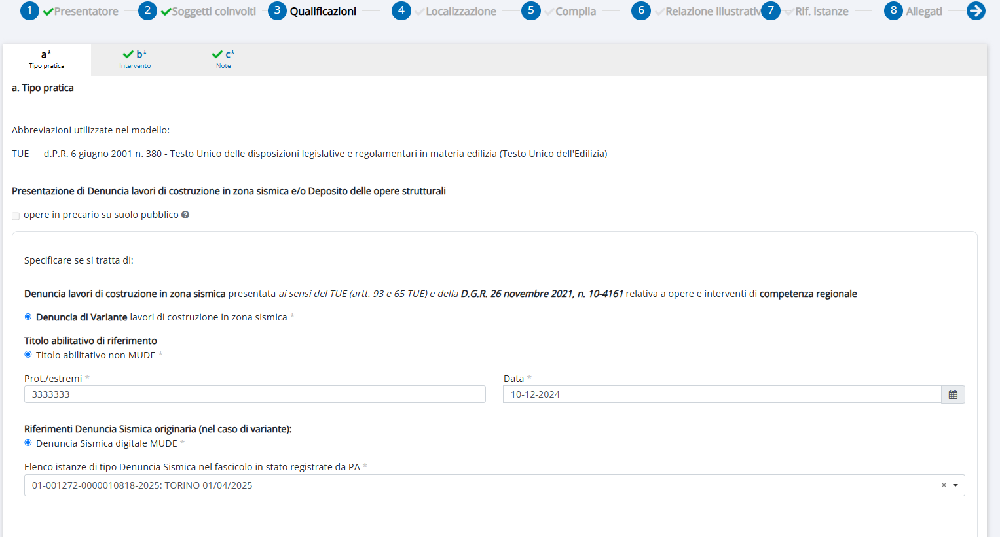 1 Presentatore 2 Soggetti coinvolti 3 Qualificazioni 4 Localizzazione 5 Compila 6 Relazione illustrativ 7 Rif. istanze 8 Allegati
a* b* c*
Tipo pratica Intervento Note
a. Tipo pratica
Abbreviazioni utilizzate nel modello:
TUE d.P.R. 6 giugno 2001 n. 380 - Testo Unico delle disposizioni legislative e regolamentari in materia edilizia (Testo Unico dell'Edilizia)
Presentazione di Denuncia lavori di costruzione in zona sismica e/o Deposito delle opere strutturali
opere in precario su suolo pubblico ?
Specificare se si tratta di:
Denuncia lavori di costruzione in zona sismica presentata ai sensi del TUE (artt. 93 e 65 TUE) e della D.G.R. 26 novembre 2021, n. 10-4161 relativa a opere e interventi di competenza regionale
Denuncia di Variante lavori di costruzione in zona sismica *
Titolo abilitativo di riferimento
Titolo abilitativo non MUDE *
Prot./estremi * Data *
3333333 10-12-2024
Riferimenti Denuncia Sismica originaria (nel caso di variante):
Denuncia Sismica digitale MUDE *
Elenco istanze di tipo Denuncia Sismica nel fascicolo in stato registrate da PA *
01-001272-0000010818-2025: TORINO 01/04/2025 ×